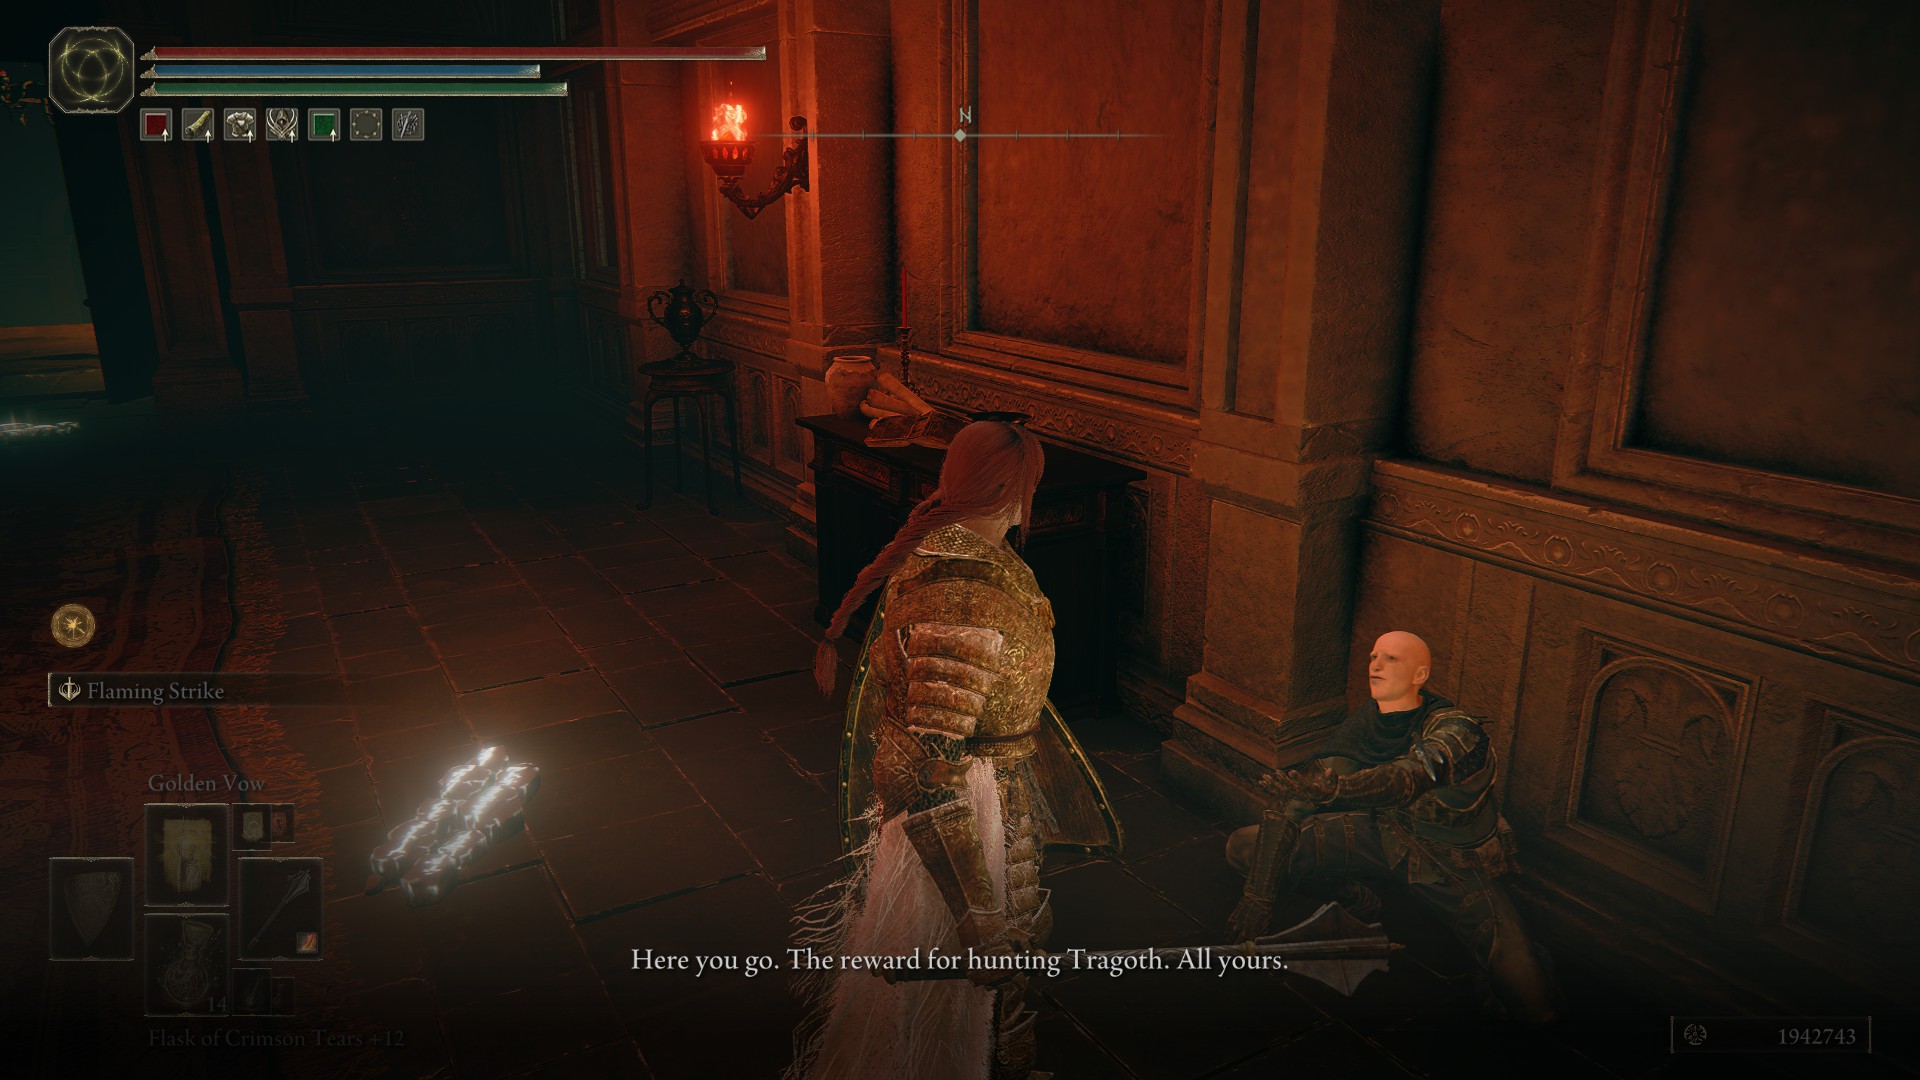 N
Flaming Strike
Golden Vow
Here you go. The reward for hunting Tragoth. All yours.
14
Flask of Crimson Tears +12
1942743